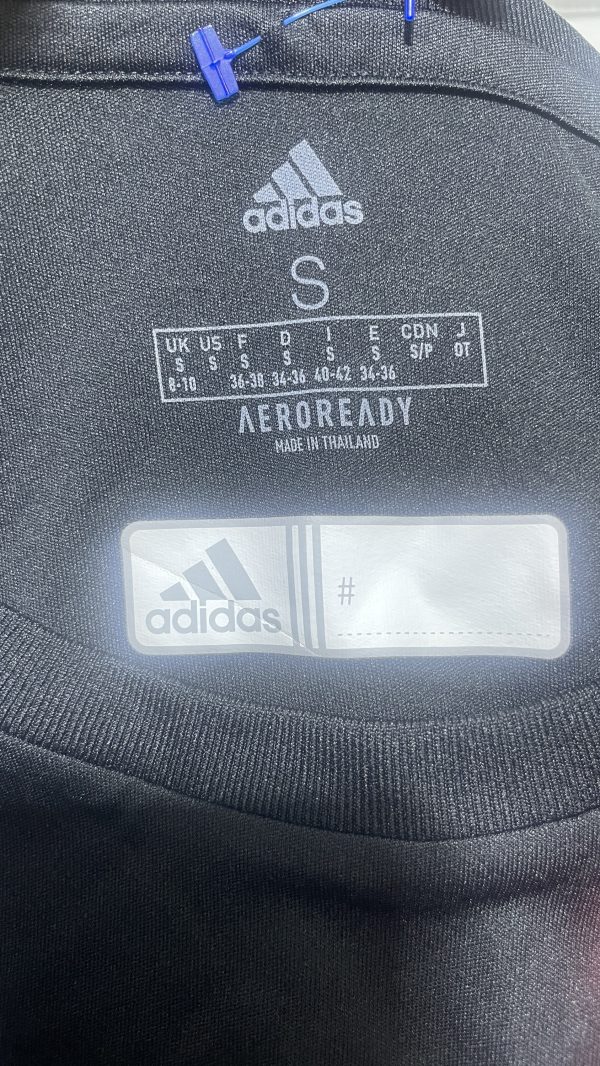 adidas
S
UK US F D I E CDN J
S S S S S S S/P OT
8-10 36-38 34-36 40-42 34-36
AEROREADY
MADE IN THAILAND
adidas #